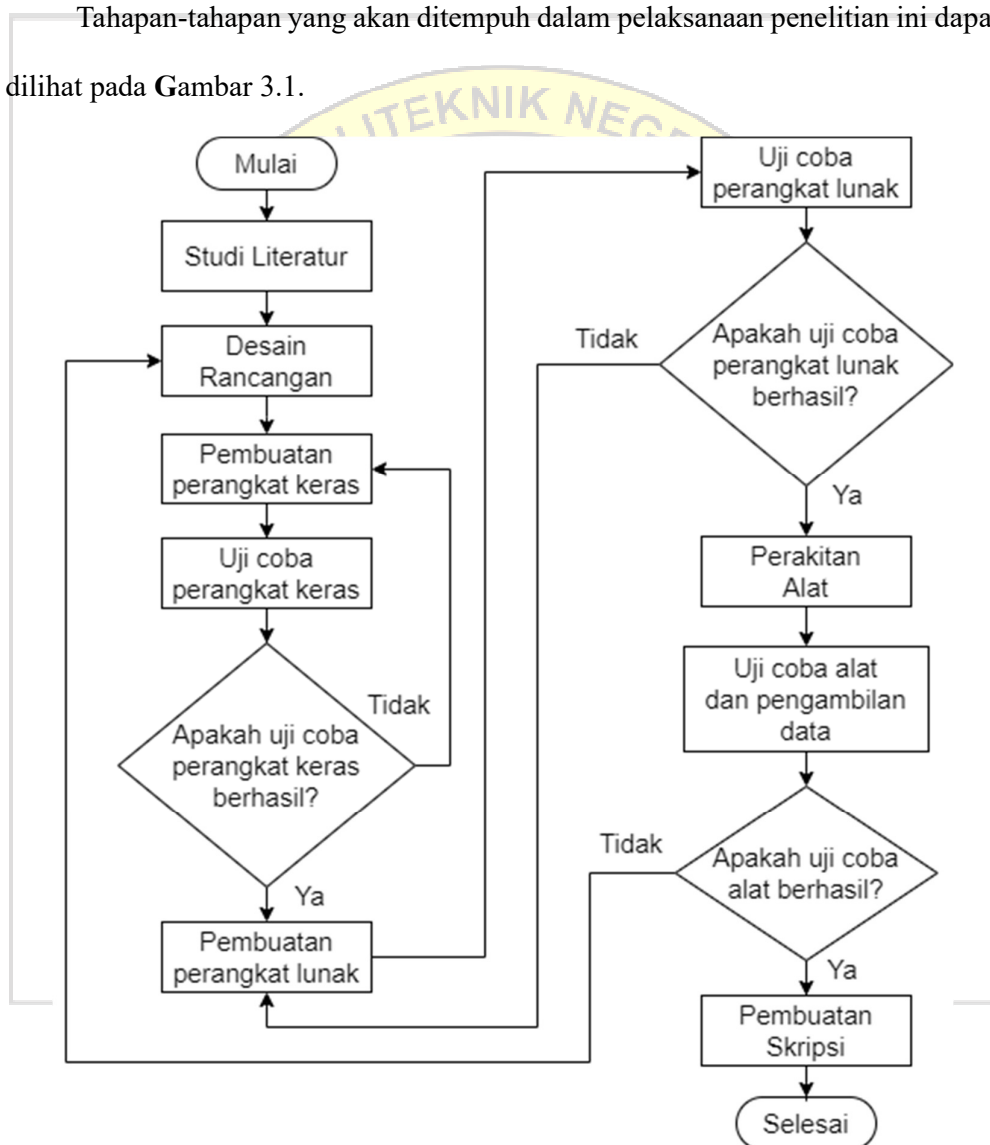 Tahapan-tahapan yang akan ditempuh dalam pelaksanaan penelitian ini dapa
dilihat pada Gambar 3.1.
LITEKNIK NEG
Mulai
Studi Literatur
Desain
Rancangan
Pembuatan
perangkat keras
Uji coba
perangkat keras
Apakah uji coba
perangkat keras
berhasil?
Tidak
Ya
Pembuatan
perangkat lunak
Uji coba
perangkat lunak
Apakah uji coba
perangkat lunak
berhasil?
Tidak
Ya
Perakitan
Alat
Uji coba alat
dan pengambilan
data
Apakah uji coba
alat berhasil?
Tidak
Ya
Pembuatan
Skripsi
Selesai